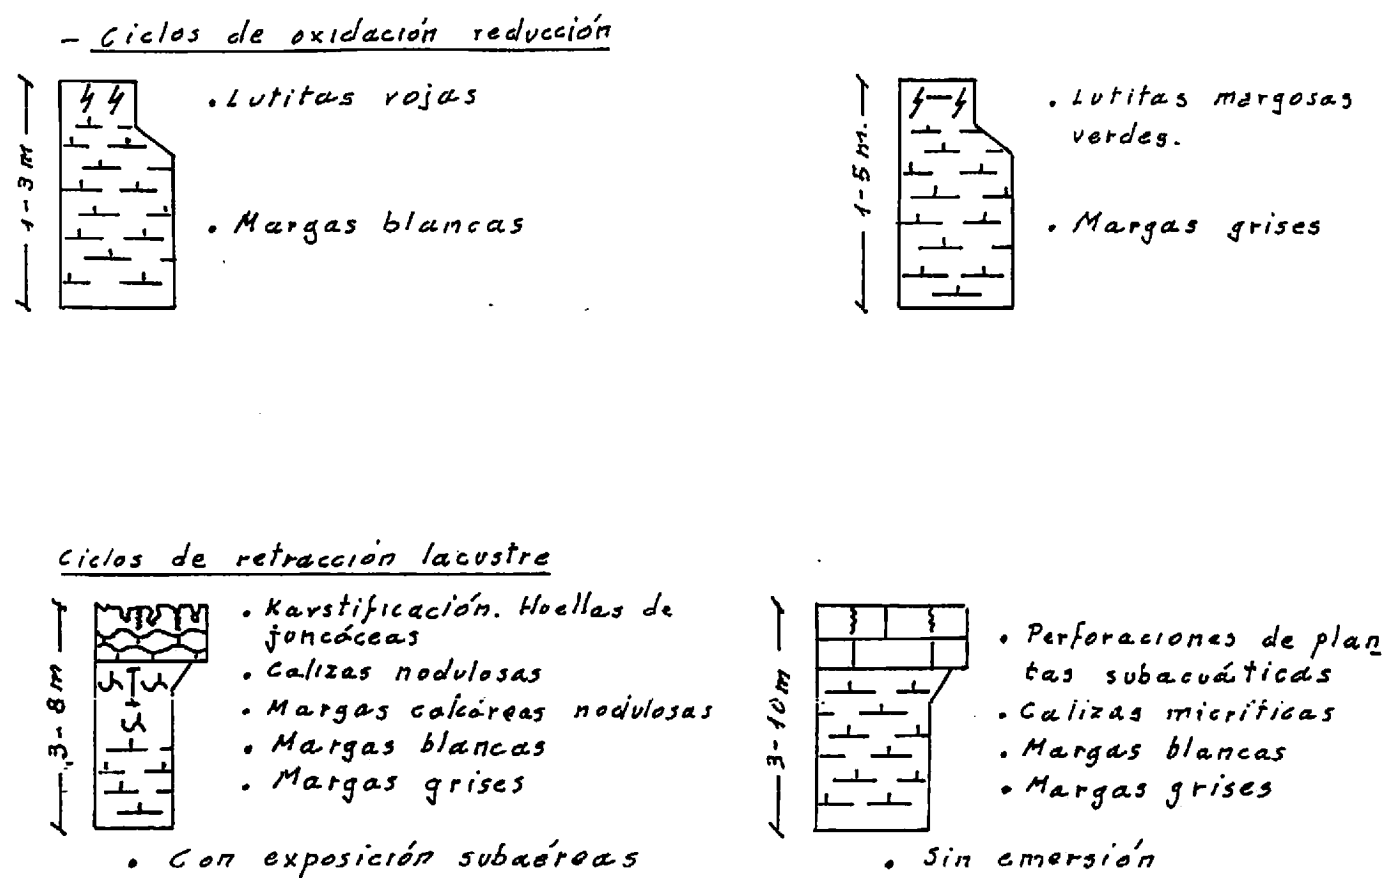 - Ciclos de oxidación reducción
1-3 m
• Lutitas rojas
• Margas blancas
1-5 m.
• Lutitas margosas
verdes.
• Margas grises
Ciclos de retracción lacustre
3-8 m
• Karstificación. Huellas de
juncáceas
• Calizas nodulosas
• Margas calcáreas nodulosas
• Margas blancas
• Margas grises
• Con exposición subaéreas
3-10 m
• Perforaciones de plan
tas subacuáticas
• Calizas micríticas
• Margas blancas
• Margas grises
• Sin emersión